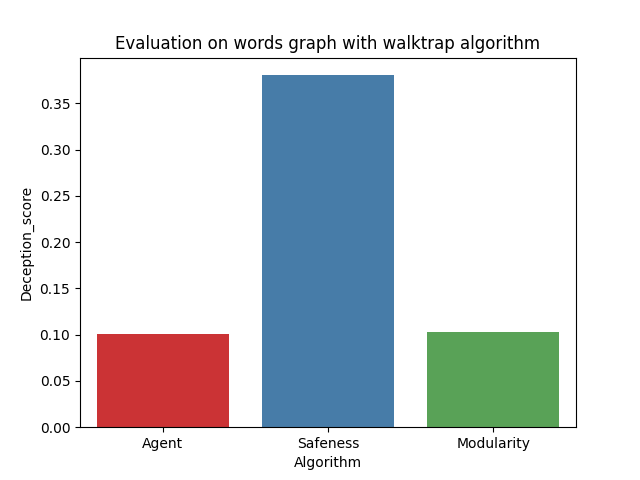 Evaluation on words graph with walktrap algorithm
Deception_score
0.35
0.30
0.25
0.20
0.15
0.10
0.05
0.00
Agent Safeness Modularity
Algorithm